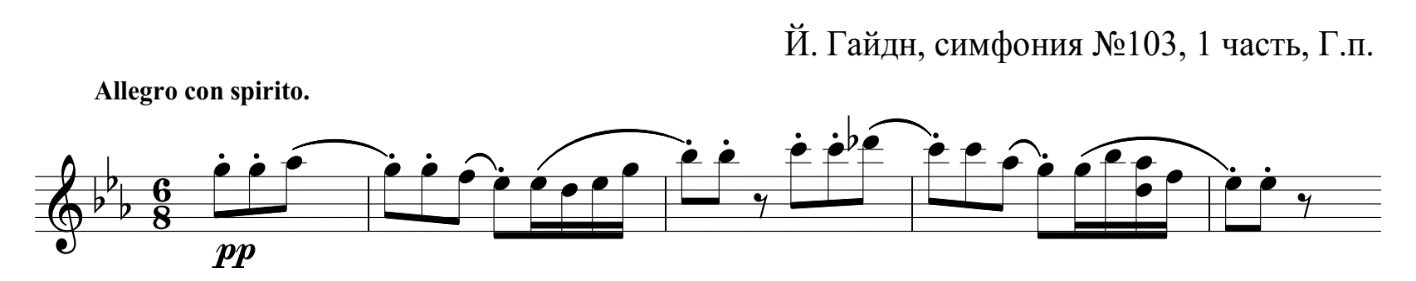 Й. Гайдн, симфония №103, 1 часть, Г.п.
Allegro con spirito.
6
8
pp